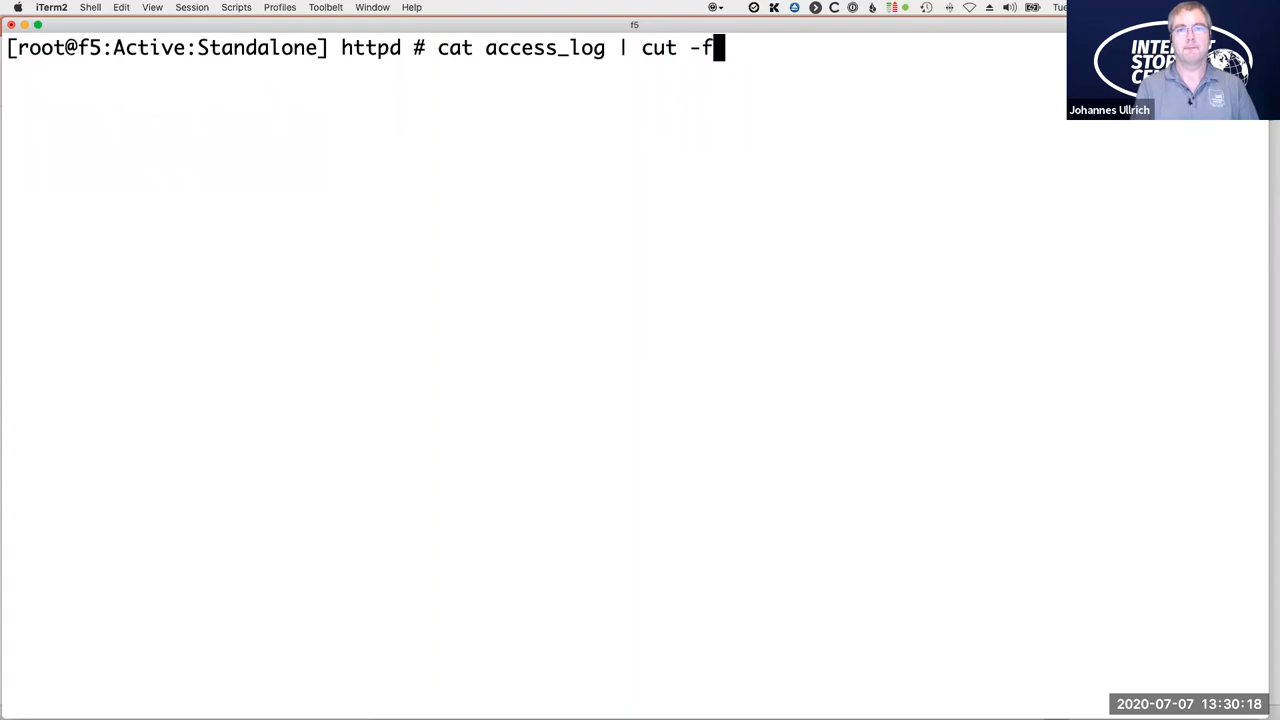 iTerm2 Shell Edit View Session Scripts Profiles Toolbelt Window Help
Tue
f5
[root@f5:Active:Standalone] httpd # cat access_log | cut -f
Johannes Ullrich
2020-07-07 13:30:18